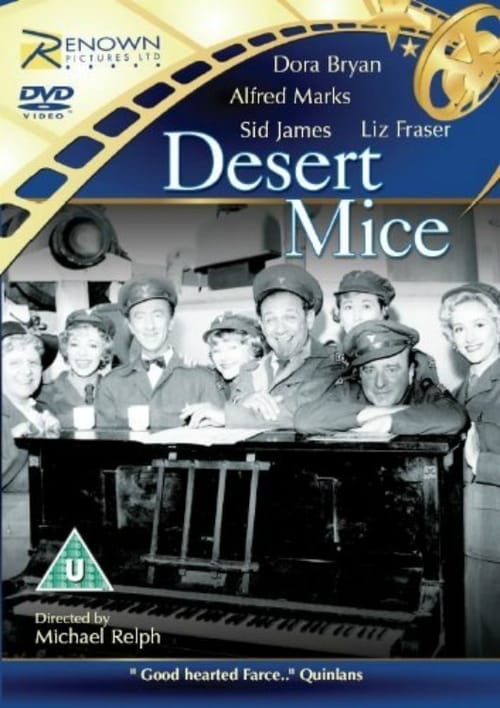 RENOWN
PICTURES LTD
DVD
VIDEO
Dora Bryan
Alfred Marks
Sid James Liz Fraser
Desert
Mice
U
Directed by
Michael Relph
" Good hearted Farce.." Quinlans